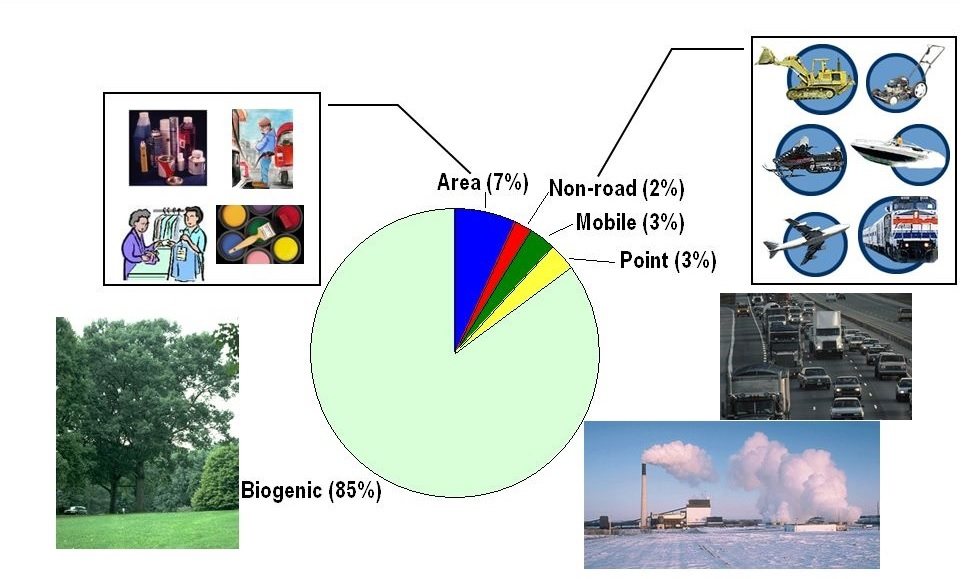 Area (7%)
Non-road (2%)
Mobile (3%)
Point (3%)
Biogenic (85%)